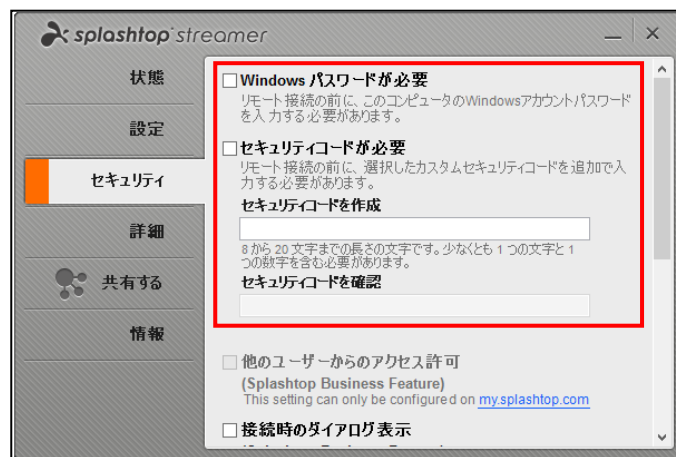 splashtop streamer
状態
設定
セキュリティ
詳細
共有する
情報
Windows パスワードが必要
リモート接続の前に、このコンピュータのWindowsアカウントパスワード
を入力する必要があります。
セキュリティコードが必要
リモート接続の前に、選択したカスタムセキュリティコードを追加で入
力する必要があります。
セキュリティコードを作成
8 から 20 文字までの長さの文字です。少なくとも 1 つの文字と 1
つの数字を含む必要があります。
セキュリティコードを確認
他のユーザーからのアクセス許可
(Splashtop Business Feature)
This setting can only be configured on my.splashtop.com
接続時のダイアログ表示